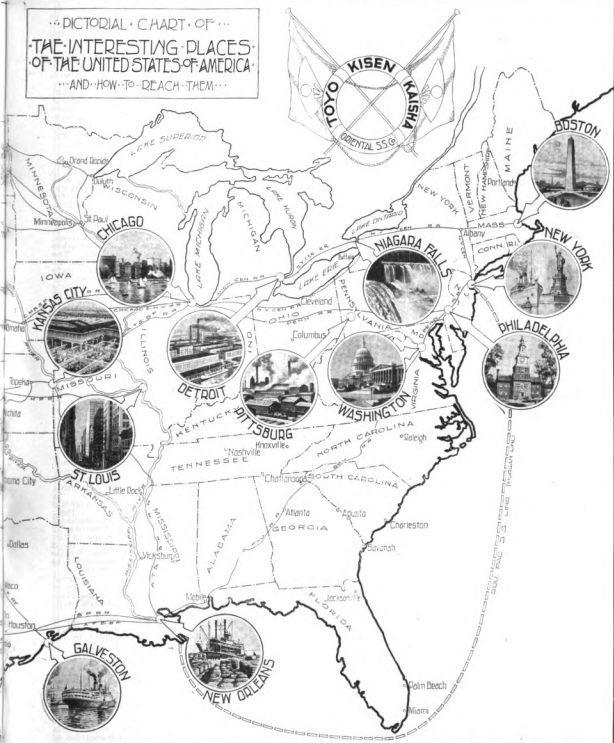 PICTORIAL · CHART · OF
THE · INTERESTING · PLACES
OF · THE · UNITED STATES · OF · AMERICA
AND · HOW · TO · REACH · THEM
TOYO KISEN KAISHA
ORIENTAL S.S. Co
LAKE SUPERIOR
Grand Rapids
Duluth
MINNESOTA
WISCONSIN
Minneapolis
St Paul
LAKE MICHIGAN
MICHIGAN
LAKE HURON
LAKE ONTARIO
LAKE ERIE
NEW YORK
VERMONT
NEW HAMPSHIRE
MAINE
Portland
BOSTON
MASS
Albany
CONN.
R.I.
Buffalo
NIAGARA FALLS
NEW YORK
CHICAGO
IOWA
KANSAS CITY
Omaha
ILLINOIS
Cleveland
OHIO
Columbus
PENNSYLVANIA
N.J.
PHILADELPHIA
DETROIT
PITTSBURG
WASHINGTON
VIRGINIA
Topeka
MISSOURI
ST. LOUIS
KENTUCKY
Nashville
Knoxville
TENNESSEE
NORTH CAROLINA
Raleigh
Chattanooga
SOUTH CAROLINA
Little Rock
ARKANSAS
MISSISSIPPI
ALABAMA
Atlanta
Agusta
GEORGIA
Charleston
Savanah
Dallas
Vicksburg
LOUISIANA
Mobile
Jacksonville
FLORIDA
Houston
GALVESTON
NEW ORLEANS
Palm Beach
Miami